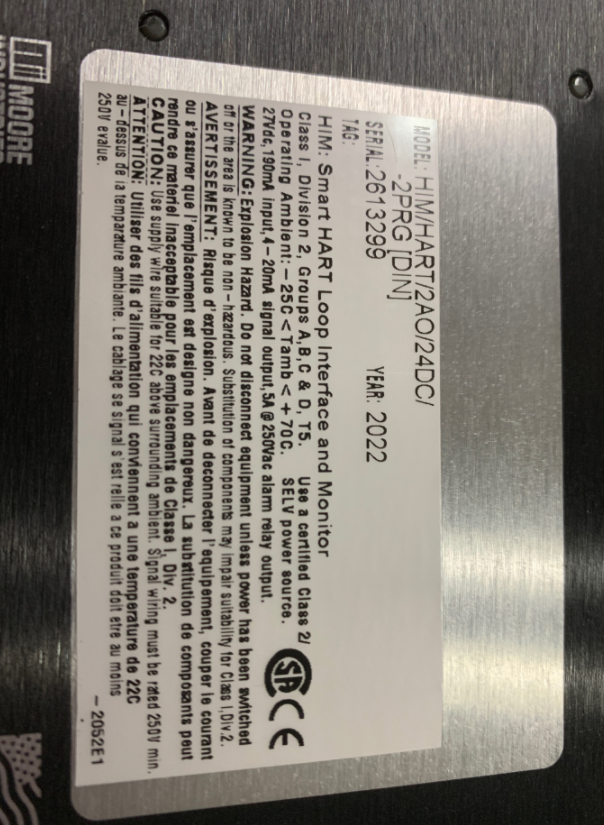 MODEL: HIM/HART/2AO/24DC/
-2PRG [DIN]
SERIAL: 2613299 YEAR: 2022
TAG:
HIM: Smart HART Loop Interface and Monitor
Class I, Division 2, Groups A,B,C & D, T5. Use a certified Class 2/
Operating Ambient: -25C < Tamb < +70C. SELV power source.
27Vdc, 190mA input, 4-20mA signal output, 5A @ 250Vac alarm relay output.
WARNING: Explosion Hazard. Do not disconnect equipment unless power has been switched
off or the area is known to be non-hazardous. Substitution of components may impair suitability for Class I, Div. 2.
AVERTISSEMENT: Risque d'explosion. Avant de deconnecter l'equipement, couper le courant
ou s'assurer que l'emplacement est designe non dangereux. La substitution de composants peut
rendre ce materiel inacceptable pour les emplacements de Classe I, Div. 2.
CAUTION: Use supply wire suitable for 22C above surrounding ambient. Signal wiring must be rated 250V min.
ATTENTION: Utiliser des fils d'alimentation qui conviennent a une temperature de 22C
au-dessus de la temparature ambiante. Le cablage se signal s'est relle a ce produit doit etre au moins
250V evalue.
-2052E1
SA CE
MOORE